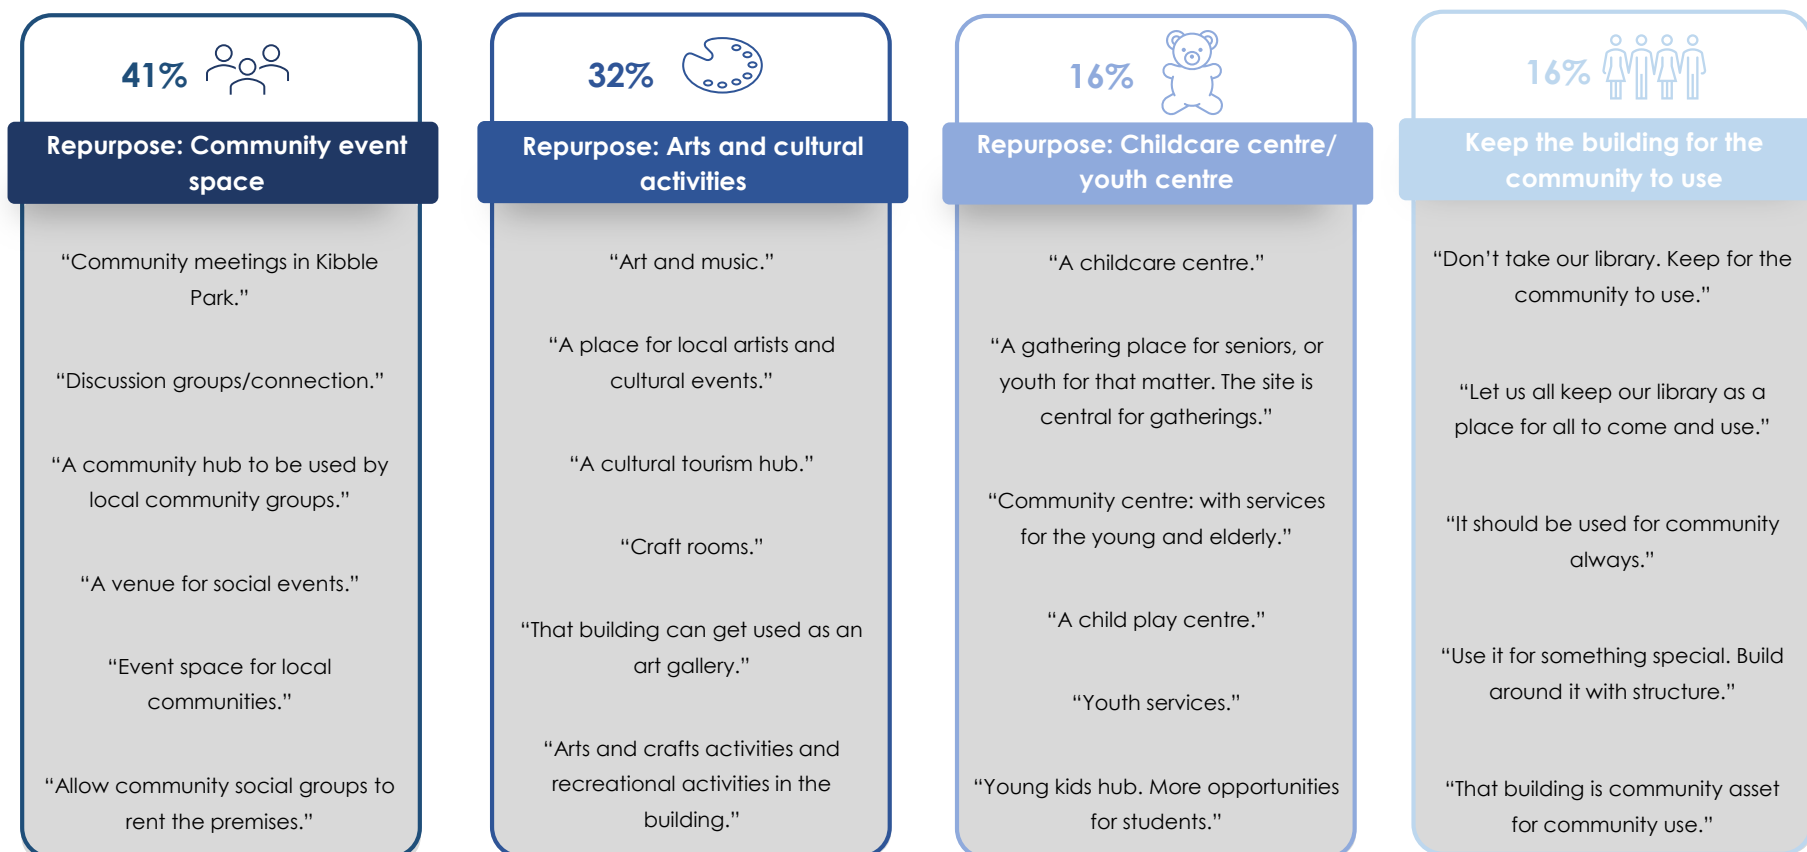 41%
Repurpose: Community event
space
“Community meetings in Kibble
Park.”
“Discussion groups/connection.”
“A community hub to be used by
local community groups.”
“A venue for social events.”
“Event space for local
communities.”
“Allow community social groups to
rent the premises.”
32%
Repurpose: Arts and cultural
activities
“Art and music.”
“A place for local artists and
cultural events.”
“A cultural tourism hub.”
“Craft rooms.”
“That building can get used as an
art gallery.”
“Arts and crafts activities and
recreational activities in the
building.”
16%
Repurpose: Childcare centre/
youth centre
“A childcare centre.”
“A gathering place for seniors, or
youth for that matter. The site is
central for gatherings.”
“Community centre: with services
for the young and elderly.”
“A child play centre.”
“Youth services.”
“Young kids hub. More opportunities
for students.”
16%
Keep the building for the
community to use
“Don’t take our library. Keep for the
community to use.”
“Let us all keep our library as a
place for all to come and use.”
“It should be used for community
always.”
“Use it for something special. Build
around it with structure.”
“That building is community asset
for community use.”